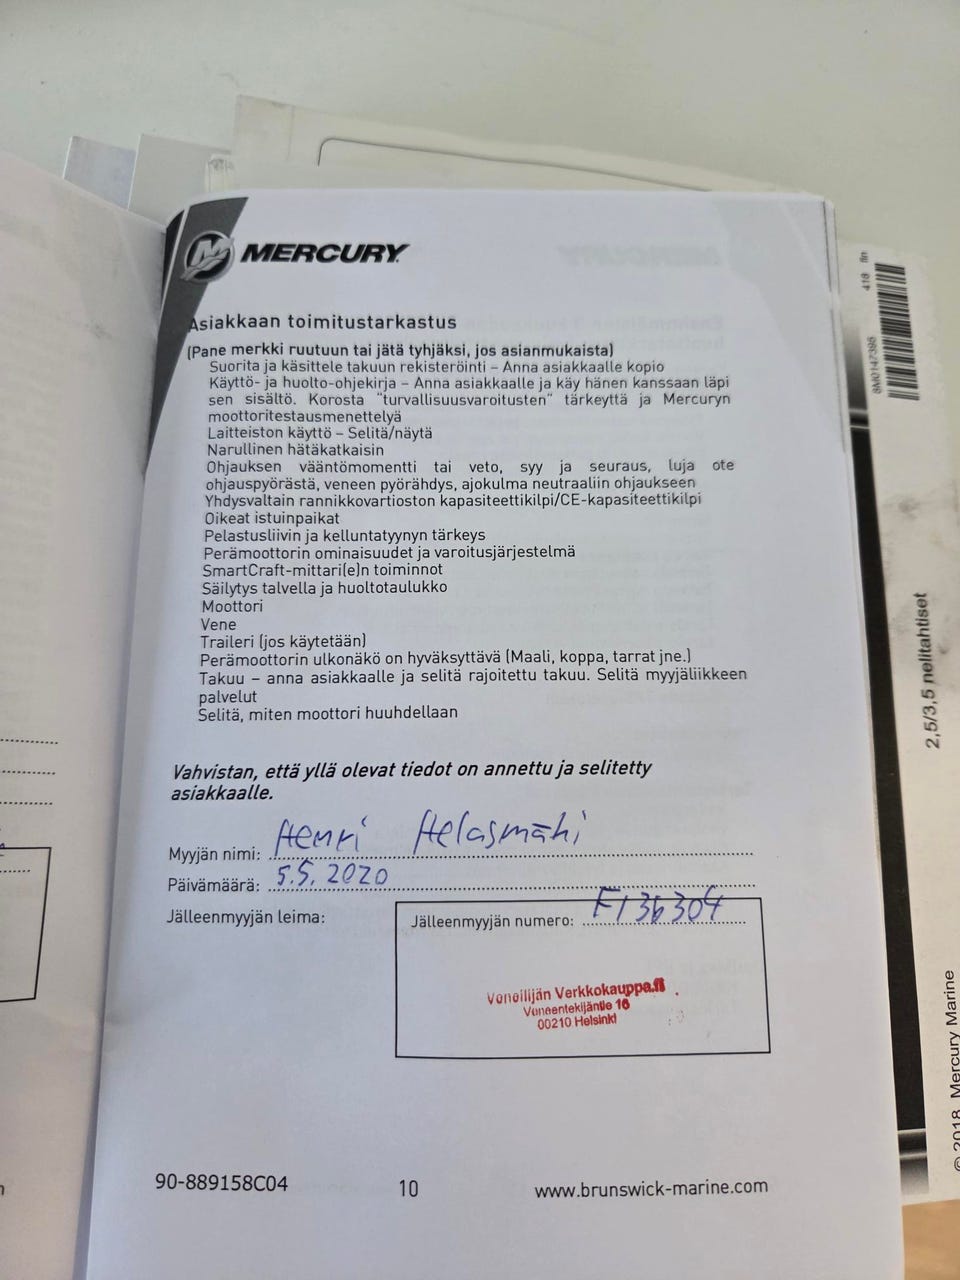 MERCURY
Asiakkaan toimitustarkastus
(Pane merkki ruutuun tai jätä tyhjäksi, jos asianmukaista)
Suorita ja käsittele takuun rekisteröinti – Anna asiakkaalle kopio
Käyttö- ja huolto-ohjekirja – Anna asiakkaalle ja käy hänen kanssaan läpi
sen sisältö. Korosta "turvallisuusvaroitusten" tärkeyttä ja Mercuryn
moottoritestausmenettelyä
Laitteiston käyttö – Selitä/näytä
Narullinen hätäkatkaisin
Ohjauksen vääntömomentti tai veto, syy ja seuraus, luja ote
ohjauspyörästä, veneen pyörähdys, ajokulma neutraaliin ohjaukseen
Yhdysvaltain rannikkovartioston kapasiteettikilpi/CE-kapasiteettikilpi
Oikeat istuinpaikat
Pelastusliivin ja kelluntatyynyn tärkeys
Perämoottorin ominaisuudet ja varoitusjärjestelmä
SmartCraft-mittari(e)n toiminnot
Säilytys talvella ja huoltotaulukko
Moottori
Vene
Traileri (jos käytetään)
Perämoottorin ulkonäkö on hyväksyttävä (Maali, koppa, tarrat jne.)
Takuu – anna asiakkaalle ja selitä rajoitettu takuu. Selitä myyjäliikkeen
palvelut
Selitä, miten moottori huuhdellaan
Vahvistan, että yllä olevat tiedot on annettu ja selitetty
asiakkaalle.
Myyjän nimi: Henri Helasmähi
Päivämäärä: 5.5.2020
Jälleenmyyjän leima:
Jälleenmyyjän numero: FI36304
Veneilijän Verkkokauppa.fi
Veneentekijäntie 16
00210 Helsinki
90-889158C04
10
www.brunswick-marine.com
418 fin
8M0147395
2,5/3,5 nelitahtiset
© 2018 Mercury Marine